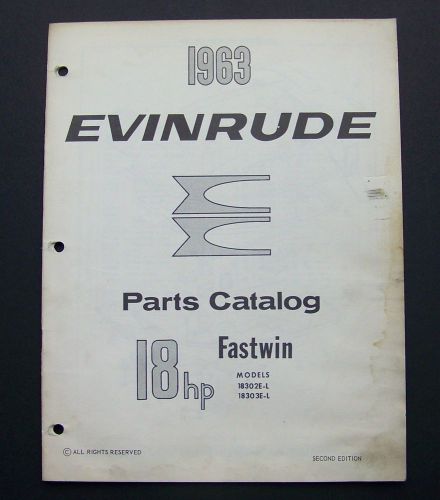 1963
EVINRUDE
Parts Catalog
18 hp
Fastwin
MODELS
18302E-L
18303E-L
© ALL RIGHTS RESERVED
SECOND EDITION